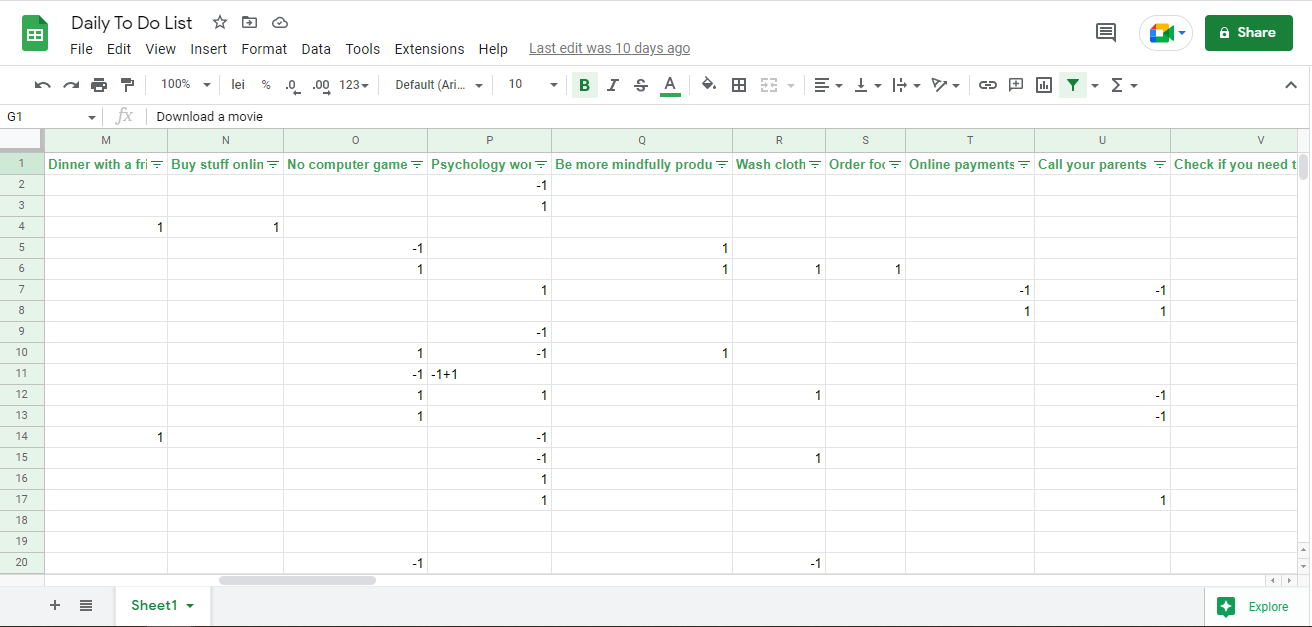 Daily To Do List
File Edit View Insert Format Data Tools Extensions Help Last edit was 10 days ago
Share
100% lei % .0 .00 123 Default (Ari... 10 B I S A Σ
G1 fx Download a movie
M N O P Q R S T U V
1 Dinner with a fri Buy stuff onlin No computer game Psychology wor Be more mindfully produ Wash cloth Order foo Online payments Call your parents Check if you need t
2 -1
3 1
4 1 1
5 -1 1
6 1 1 1 1
7 1 -1 -1
8 1 1
9 -1
10 1 -1 1
11 -1 -1+1
12 1 1 1 -1
13 1 -1
14 1 -1
15 -1 1
16 1
17 1 1
18
19
20 -1 -1
Sheet1
Explore